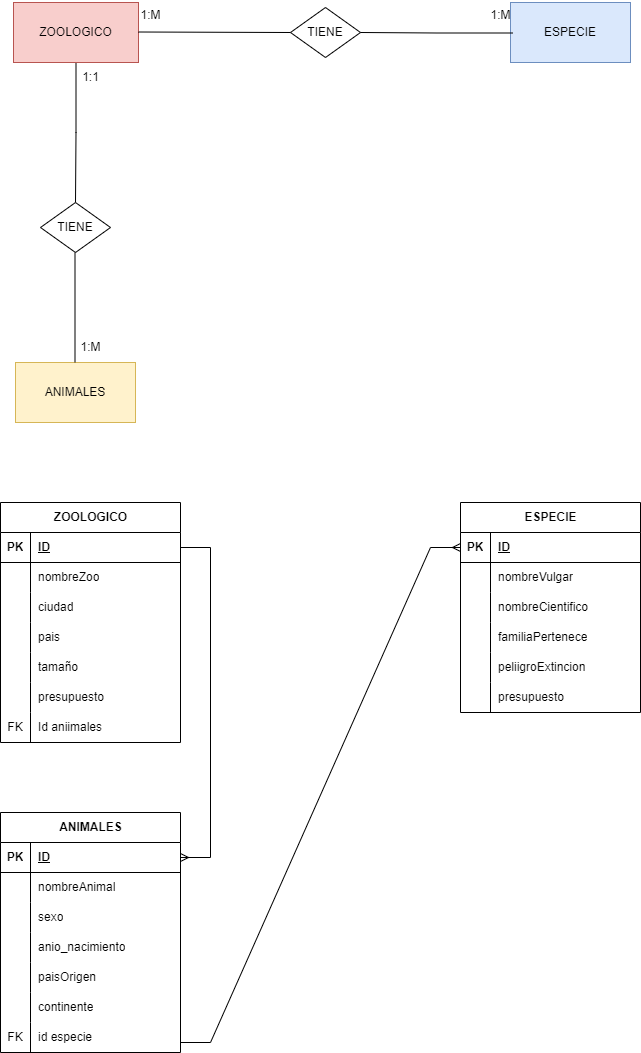 1:M
1:M
ZOOLOGICO
TIENE
ESPECIE
1:1
TIENE
1:M
ANIMALES
ZOOLOGICO
PK ID
nombreZoo
ciudad
pais
tamaño
presupuesto
FK Id aniimales
ESPECIE
PK ID
nombreVulgar
nombreCientifico
familiaPertenece
peliigroExtincion
presupuesto
ANIMALES
PK ID
nombreAnimal
sexo
anio_nacimiento
paisOrigen
continente
FK id especie